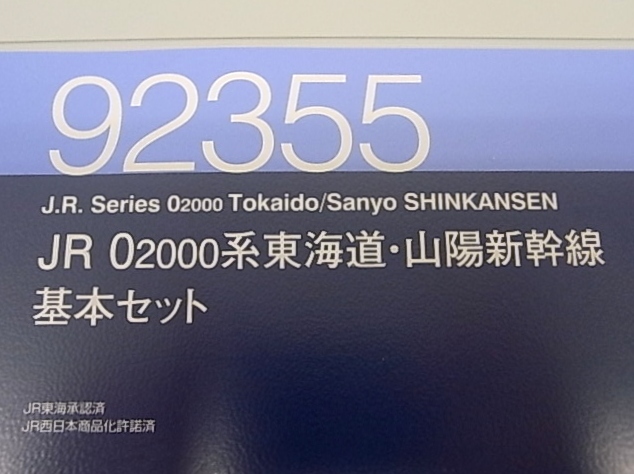 92355
J.R. Series 02000 Tokaido/Sanyo SHINKANSEN
JR 02000系東海道・山陽新幹線
基本セット
JR東海承認済
JR西日本商品化許諾済